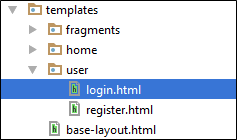 templates
fragments
home
user
login.html
register.html
base-layout.html